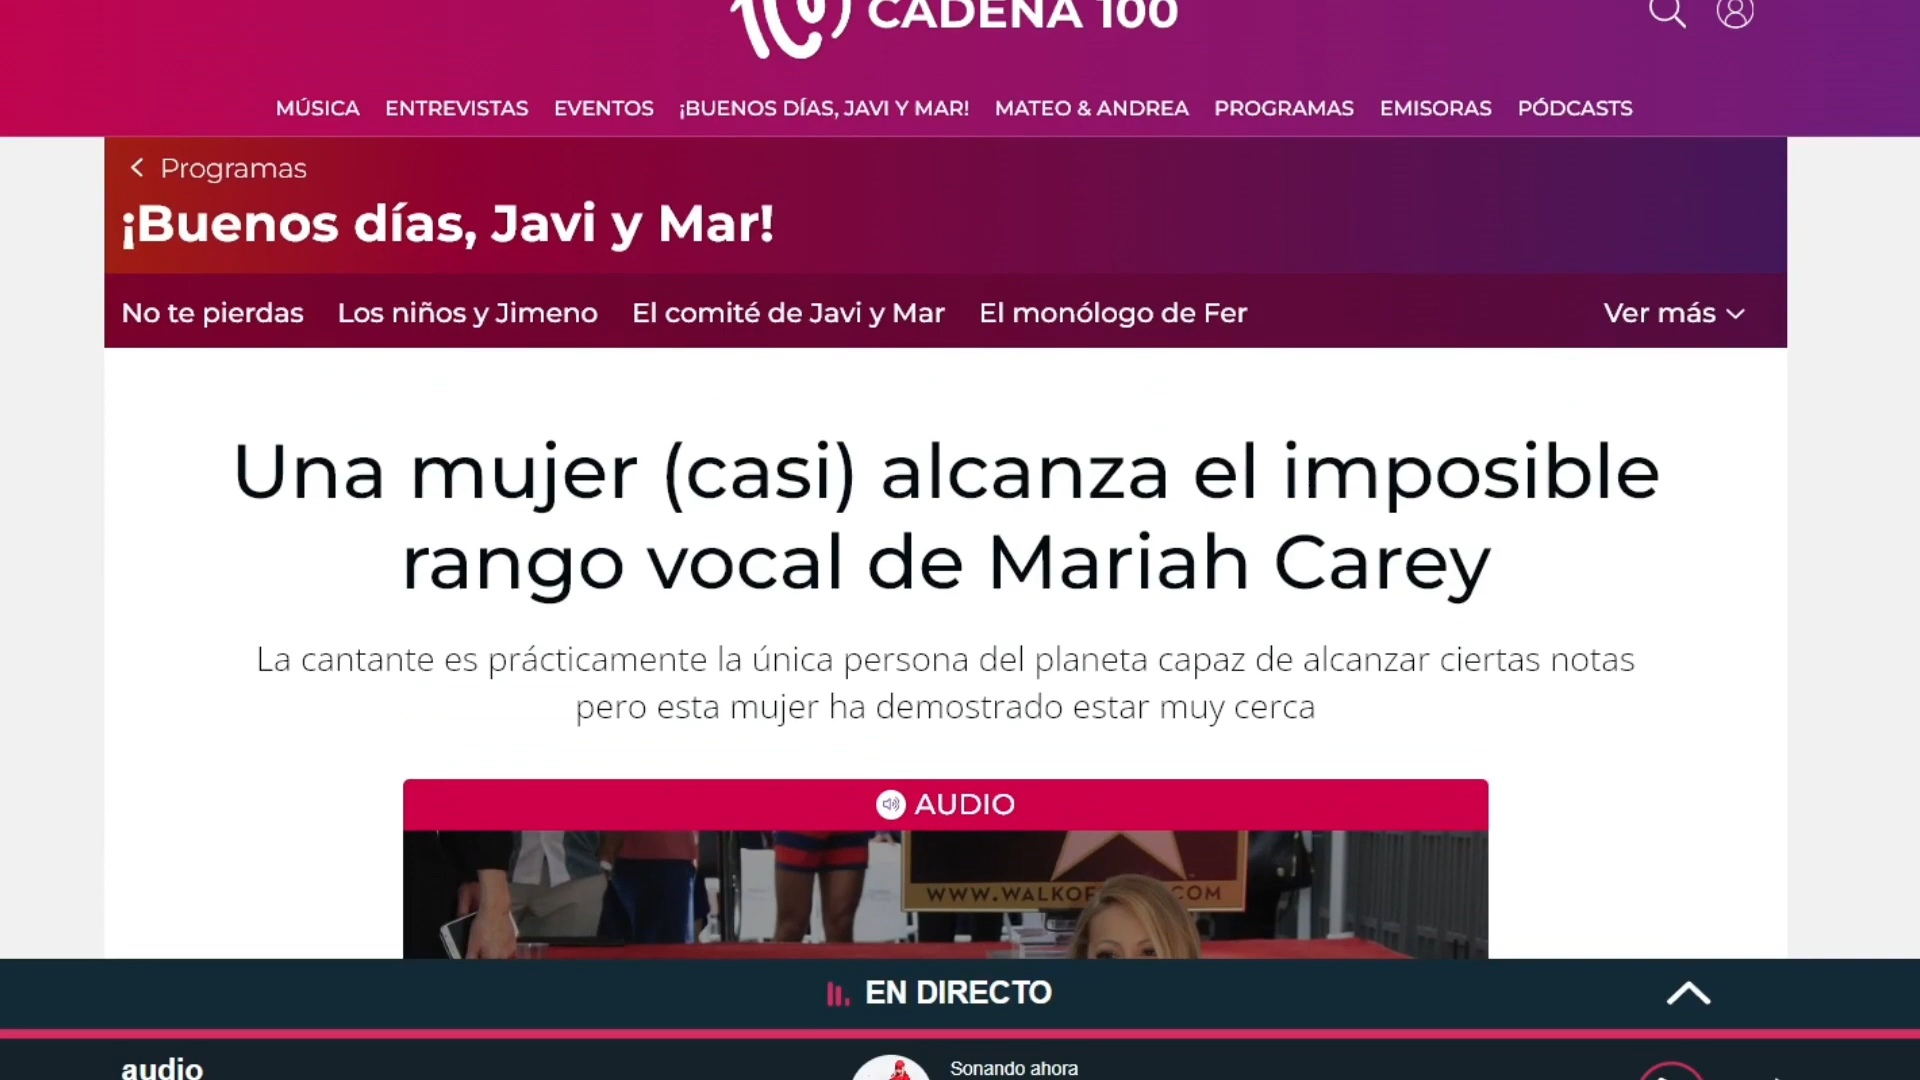 CADENA 100
MÚSICA ENTREVISTAS EVENTOS ¡BUENOS DÍAS, JAVI Y MAR! MATEO & ANDREA PROGRAMAS EMISORAS PÓDCASTS
Programas
¡Buenos días, Javi y Mar!
No te pierdas Los niños y Jimeno El comité de Javi y Mar El monólogo de Fer Ver más
Una mujer (casi) alcanza el imposible
rango vocal de Mariah Carey
La cantante es prácticamente la única persona del planeta capaz de alcanzar ciertas notas
pero esta mujer ha demostrado estar muy cerca
AUDIO
EN DIRECTO
Sonando ahora
audio